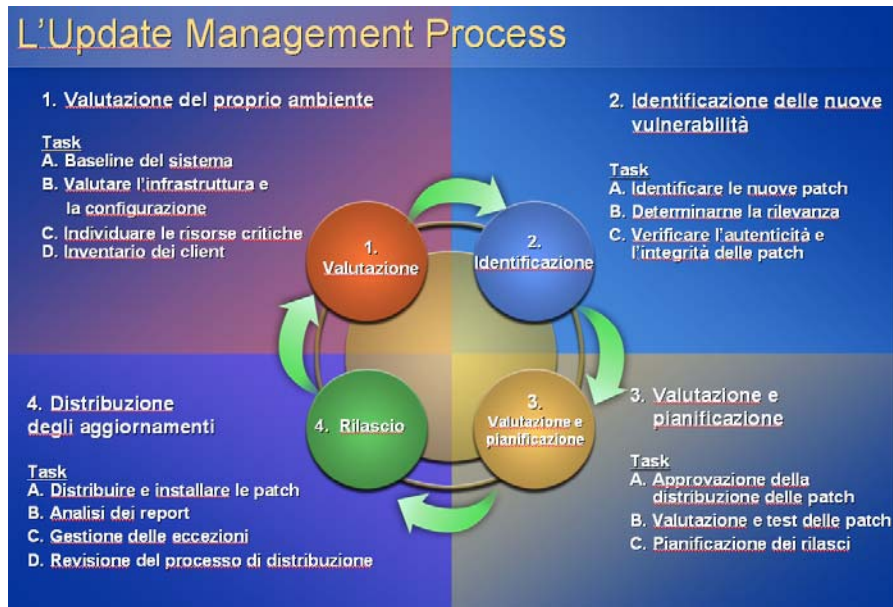 L'Update Management Process
1. Valutazione del proprio ambiente
Task
A. Baseline del sistema
B. Valutare l'infrastruttura e
la configurazione
C. Individuare le risorse critiche
D. Inventario dei client
2. Identificazione delle nuove
vulnerabilità
Task
A. Identificare le nuove patch
B. Determinarne la rilevanza
C. Verificare l'autenticità e
l'integrità delle patch
1.
Valutazione
2.
Identificazione
3.
Valutazione e
pianificazione
4. Rilascio
3. Valutazione e
pianificazione
Task
A. Approvazione della
distribuzione delle patch
B. Valutazione e test delle patch
C. Pianificazione dei rilasci
4. Distribuzione
degli aggiornamenti
Task
A. Distribuire e installare le patch
B. Analisi dei report
C. Gestione delle eccezioni
D. Revisione del processo di distribuzione